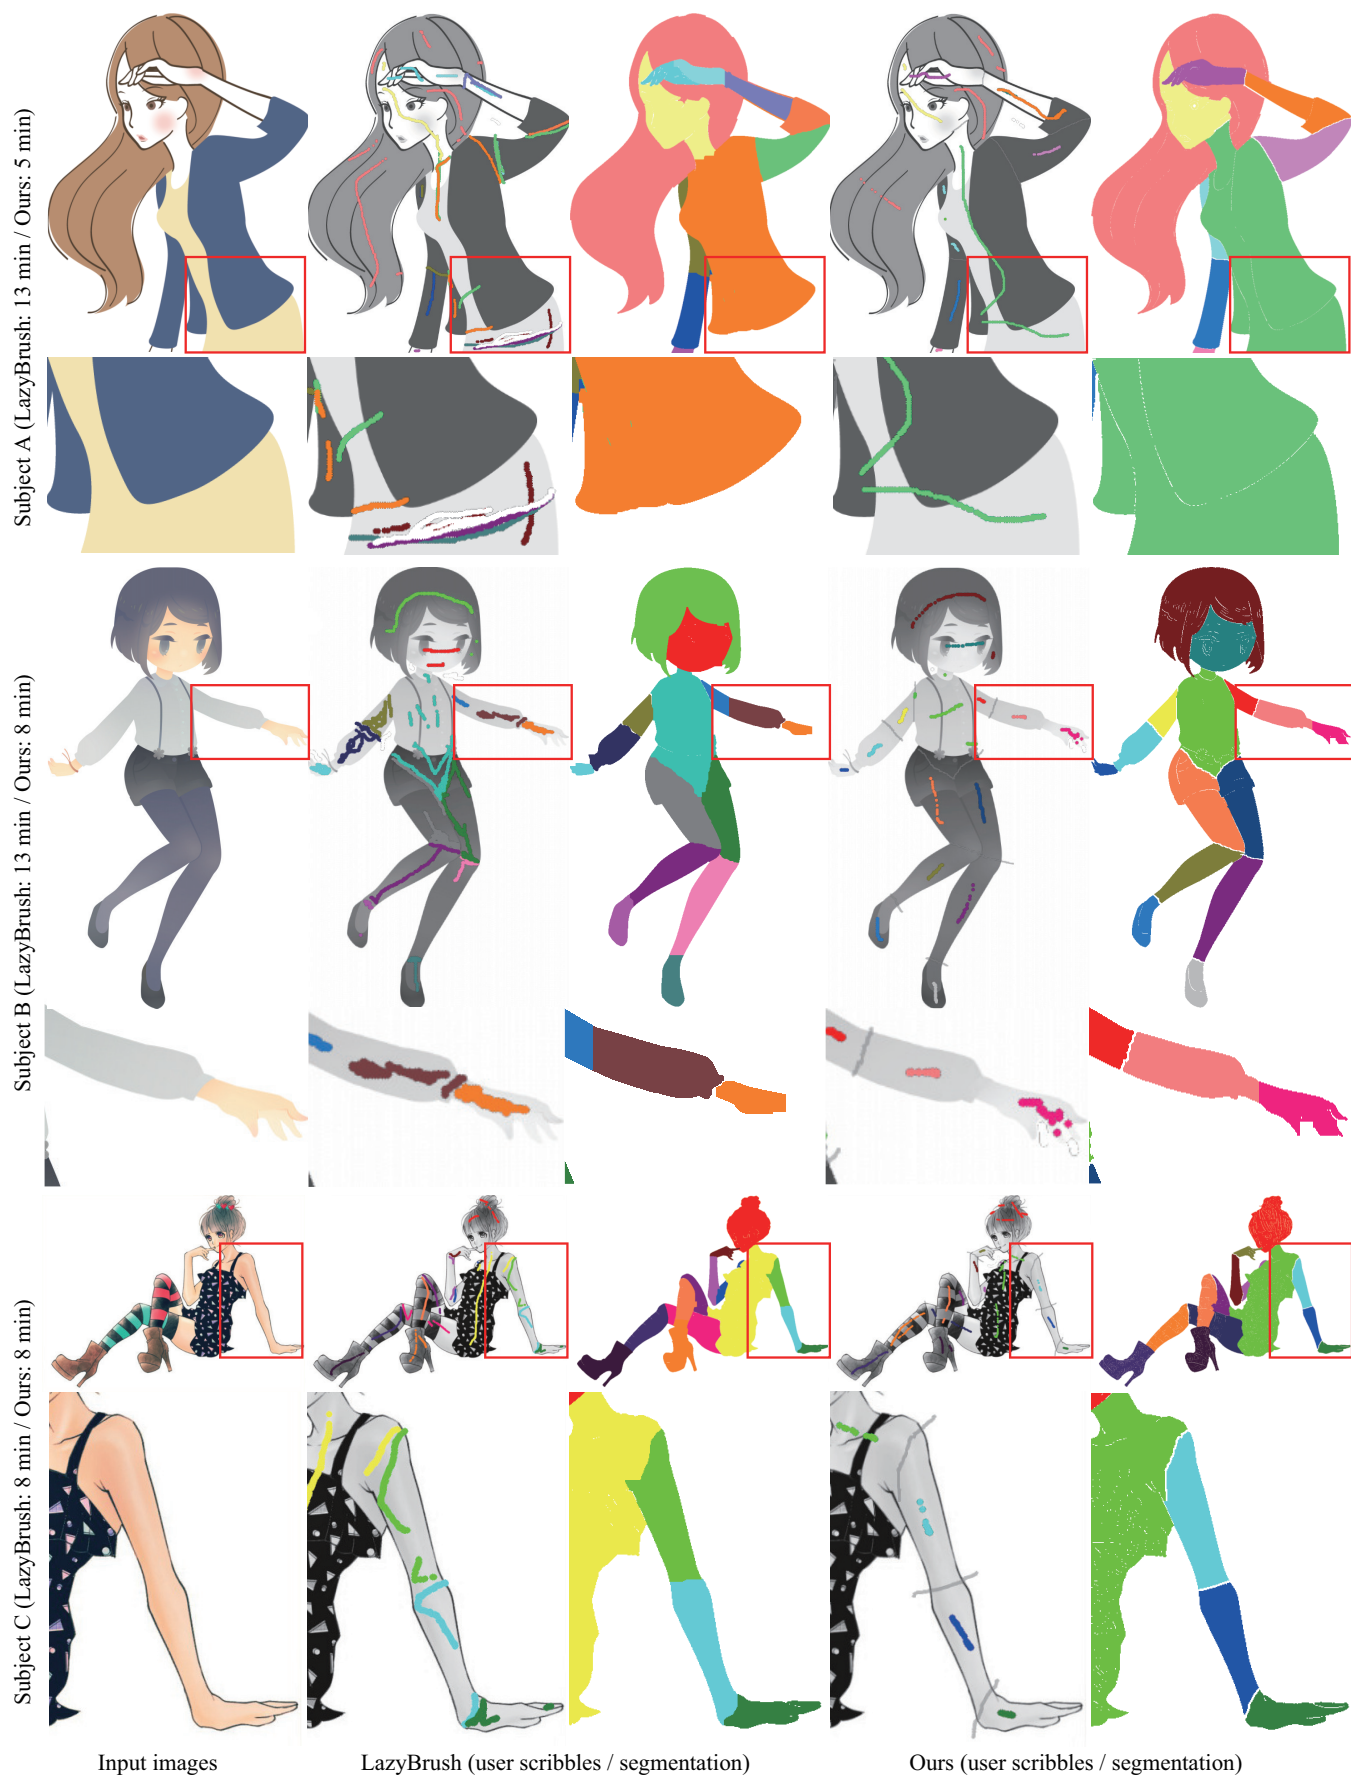 Subject A (LazyBrush: 13 min / Ours: 5 min)
Subject B (LazyBrush: 13 min / Ours: 8 min)
Subject C (LazyBrush: 8 min / Ours: 8 min)
Input images
LazyBrush (user scribbles / segmentation)
Ours (user scribbles / segmentation)